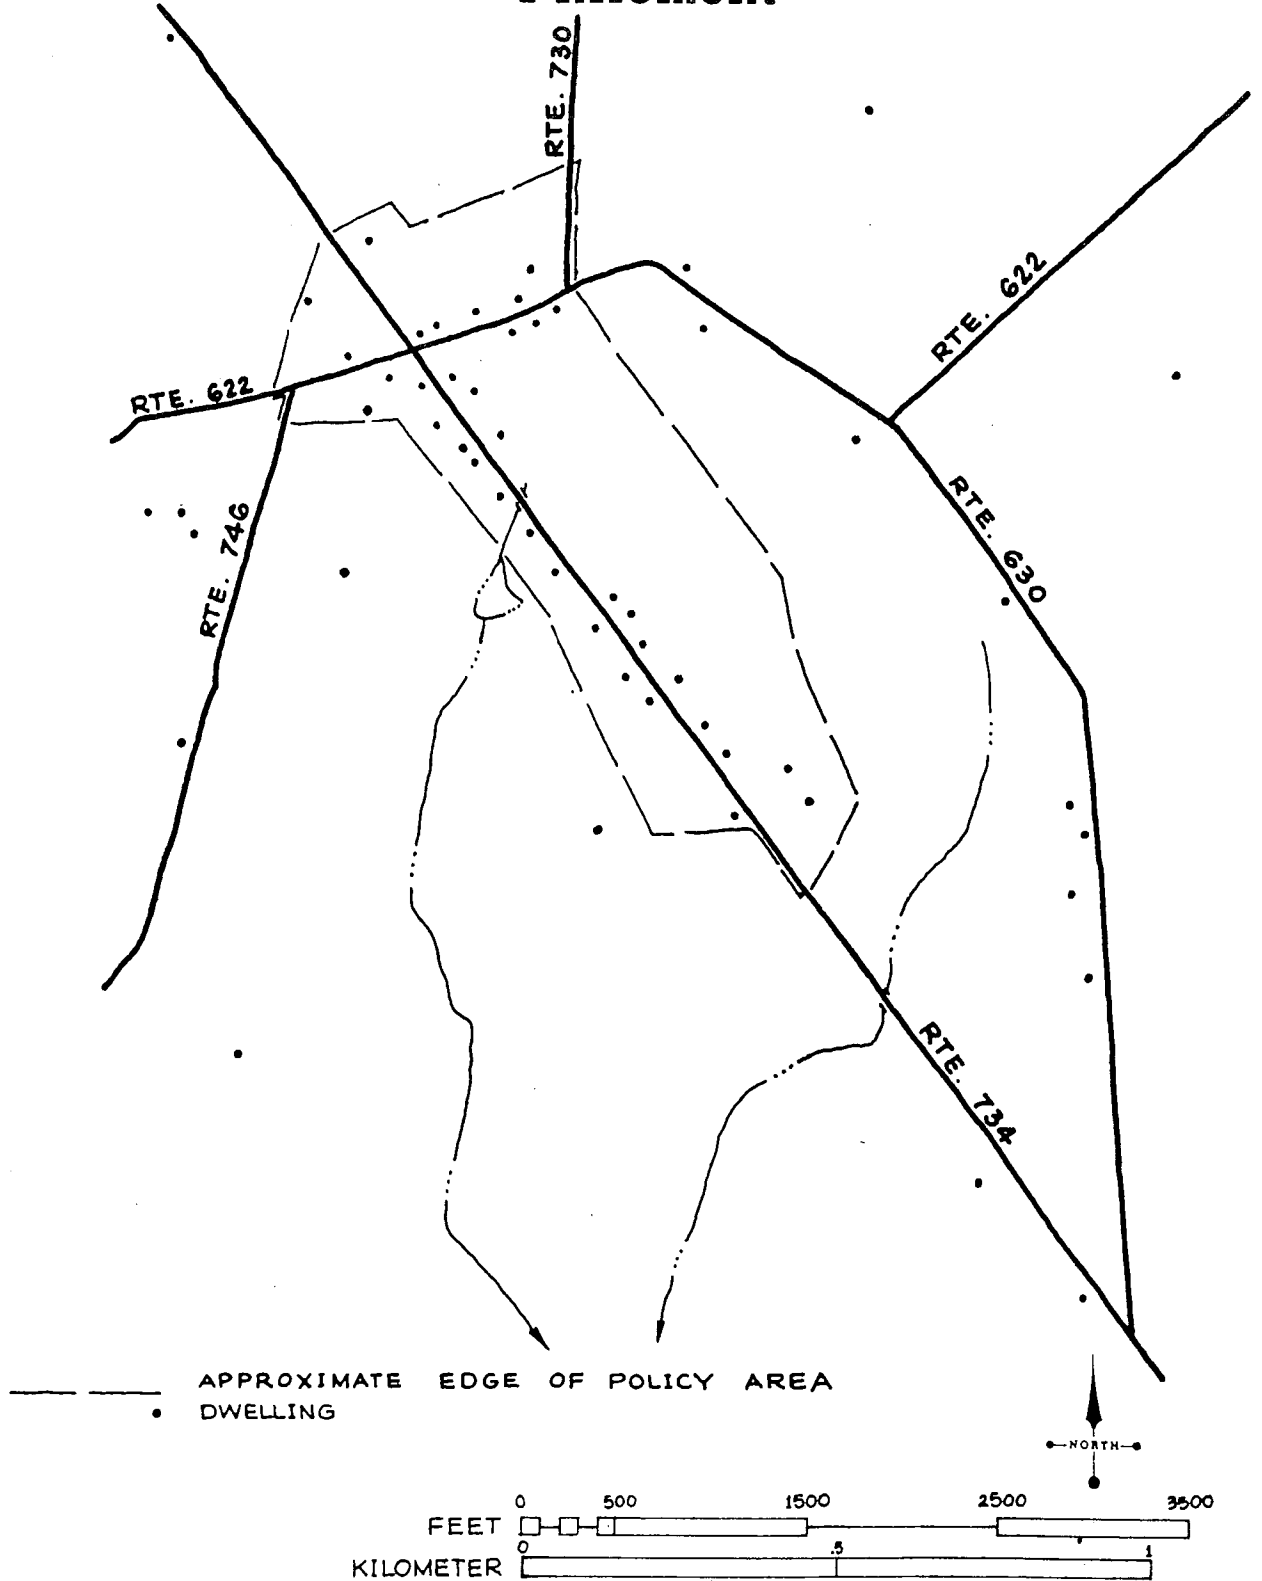 RTE. 730
RTE. 622
RTE. 622
RTE. 746
RTE. 630
RTE. 734
APPROXIMATE EDGE OF POLICY AREA
DWELLING
NORTH
0 500 1500 2500 3500
FEET
0 .5 1
KILOMETER